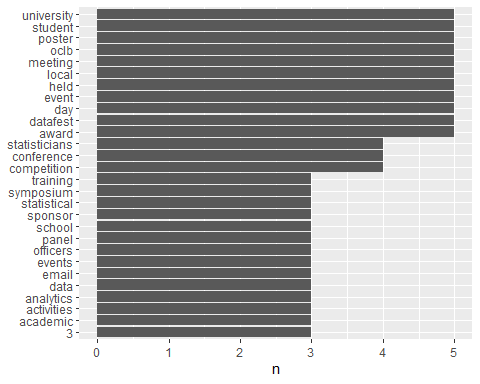 university
student
poster
oclb
meeting
local
held
event
day
datafest
award
statisticians
conference
competition
training
symposium
statistical
sponsor
school
panel
officers
events
email
data
analytics
activities
academic
3
0 1 2 3 4 5
n